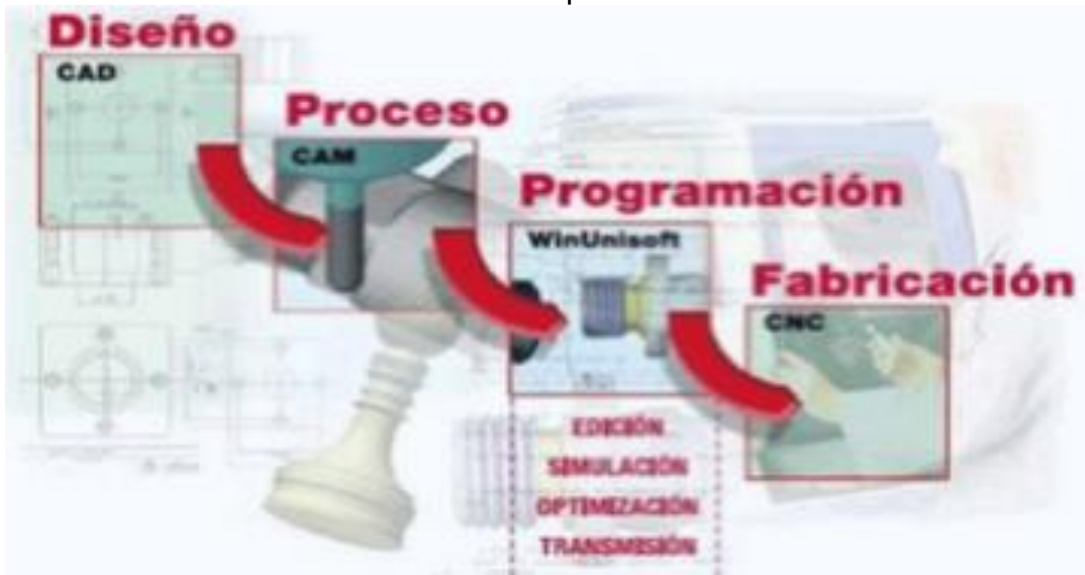 Diseño
CAD
Proceso
CAM
Programación
WinUnisoft
Fabricación
CNC
EDICIÓN
SIMULACIÓN
OPTIMIZACIÓN
TRANSMISIÓN